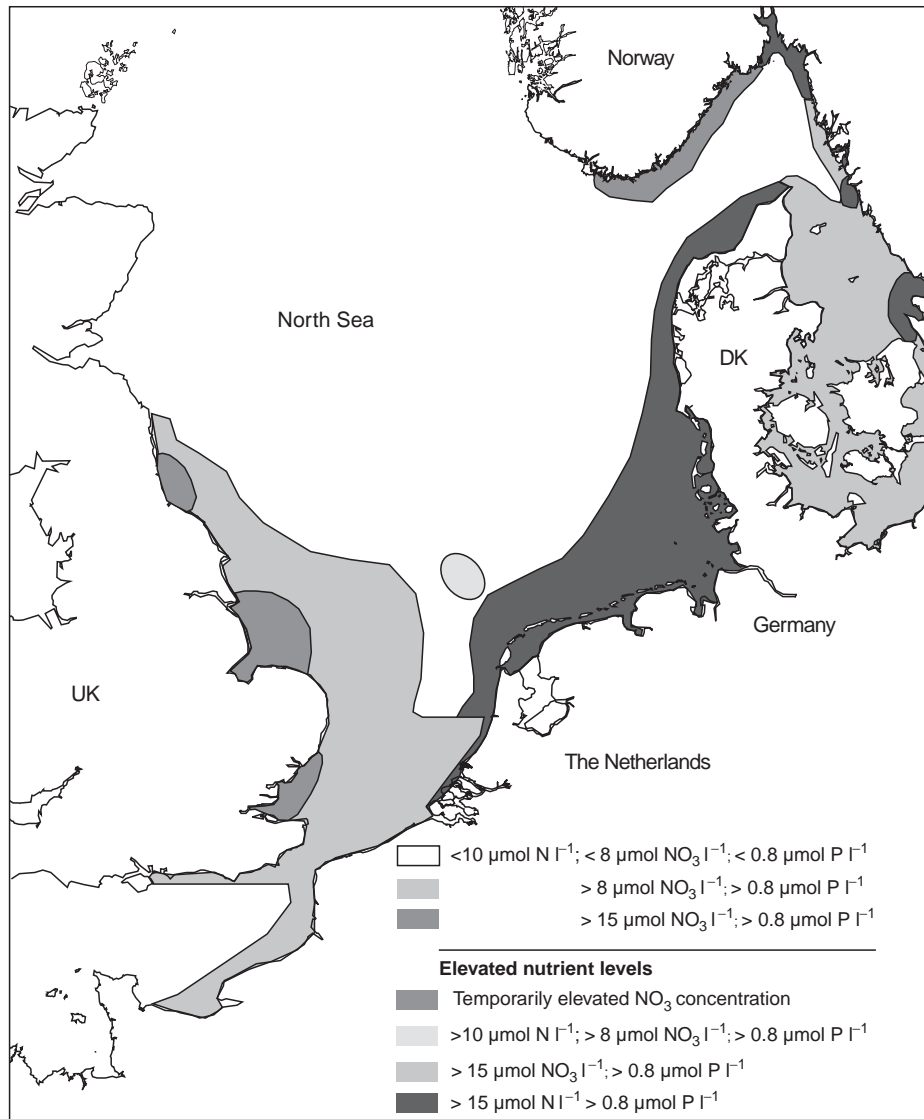 Norway
North Sea
DK
Germany
UK
The Netherlands
<10 µmol N l⁻¹; < 8 µmol NO₃ l⁻¹; < 0.8 µmol P l⁻¹
> 8 µmol NO₃ l⁻¹; > 0.8 µmol P l⁻¹
> 15 µmol NO₃ l⁻¹; > 0.8 µmol P l⁻¹
Elevated nutrient levels
Temporarily elevated NO₃ concentration
>10 µmol N l⁻¹; > 8 µmol NO₃ l⁻¹; > 0.8 µmol P l⁻¹
> 15 µmol NO₃ l⁻¹; > 0.8 µmol P l⁻¹
> 15 µmol N l⁻¹ > 0.8 µmol P l⁻¹